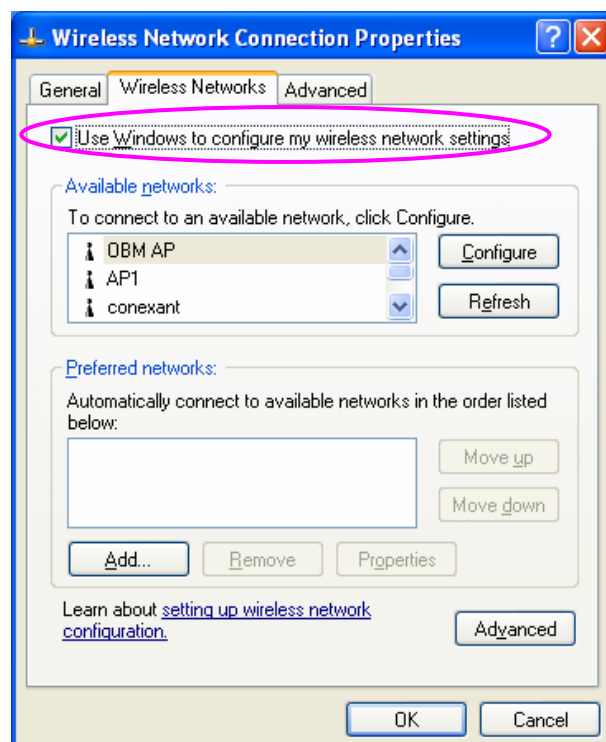 Wireless Network Connection Properties
General Wireless Networks Advanced
Use Windows to configure my wireless network settings
Available networks:
To connect to an available network, click Configure.
OBM AP
AP1
conexant
Configure
Refresh
Preferred networks:
Automatically connect to available networks in the order listed
below:
Move up
Move down
Add... Remove Properties
Learn about setting up wireless network
configuration.
Advanced
OK Cancel